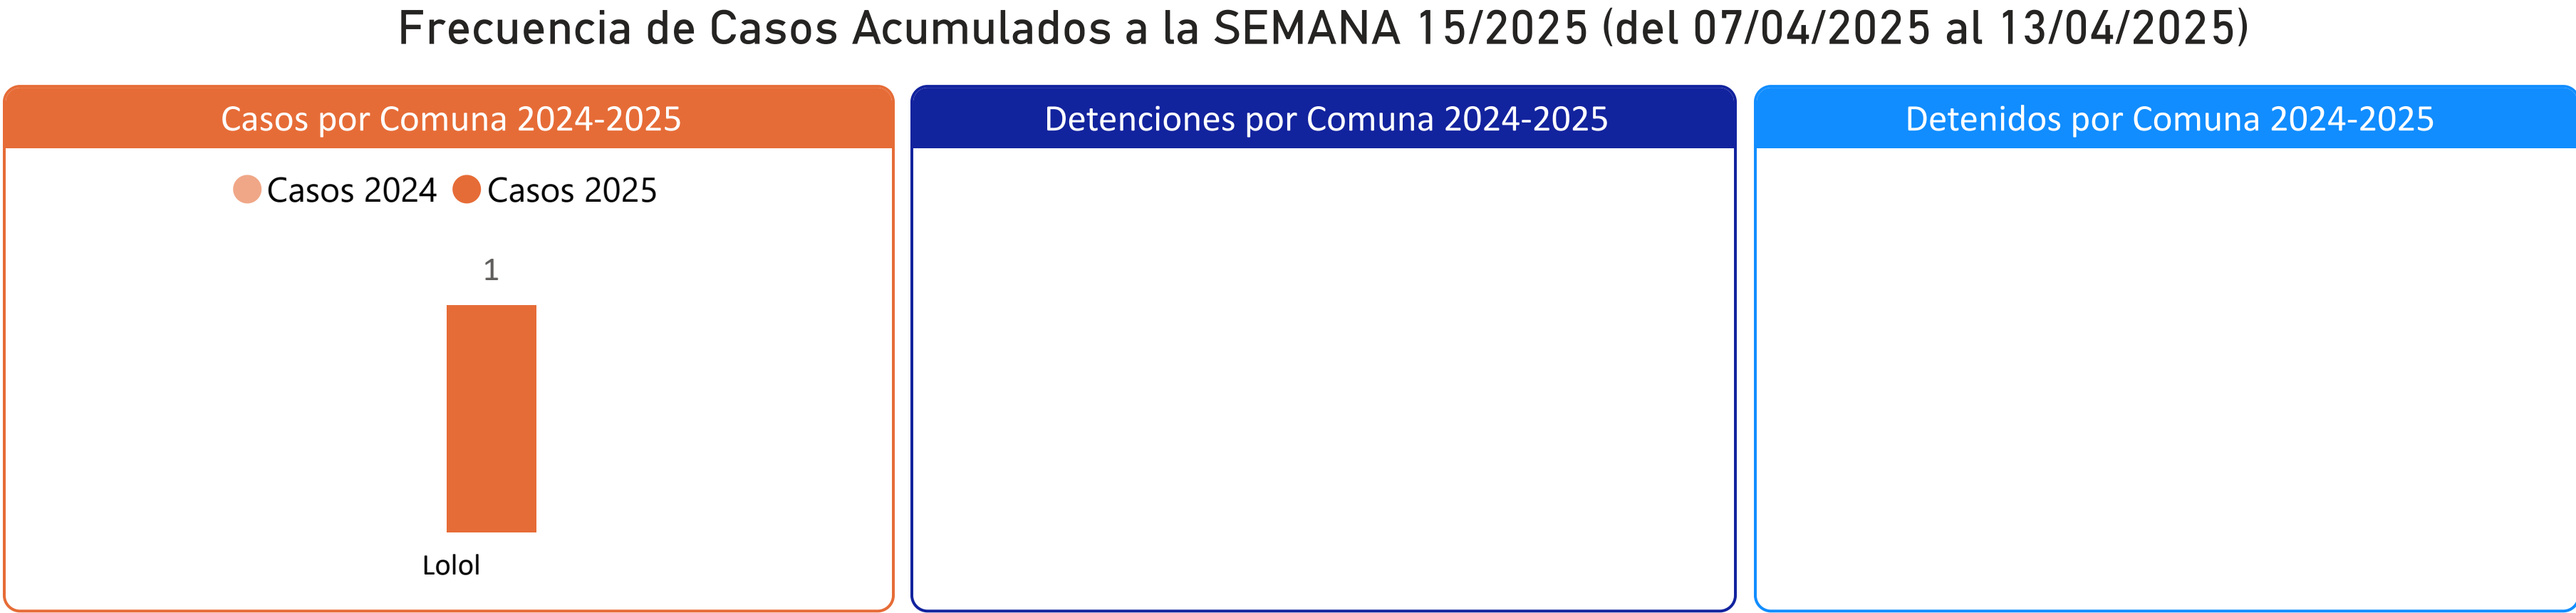 Frecuencia de Casos Acumulados a la SEMANA 15/2025 (del 07/04/2025 al 13/04/2025)
Casos por Comuna 2024-2025
Casos 2024 Casos 2025
1
Lolol
Detenciones por Comuna 2024-2025
Detenidos por Comuna 2024-2025